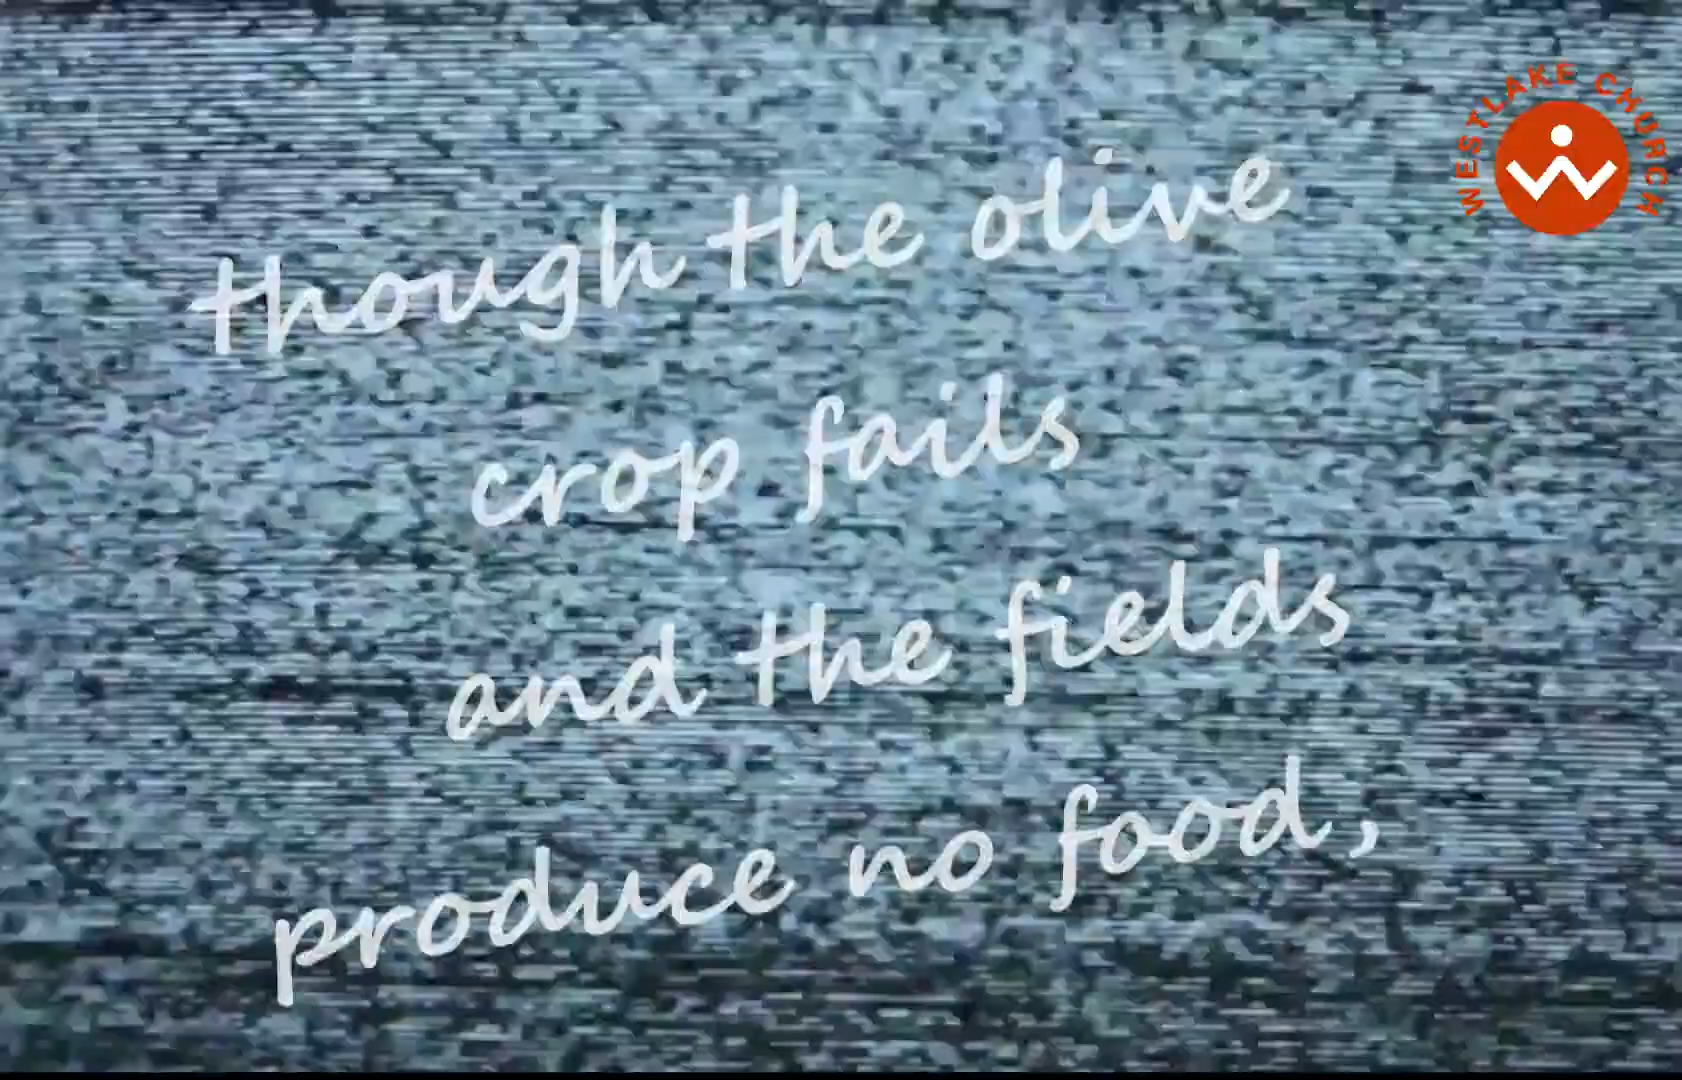 though the olive
crop fails
and the fields
produce no food,
WESTLAKE CHURCH